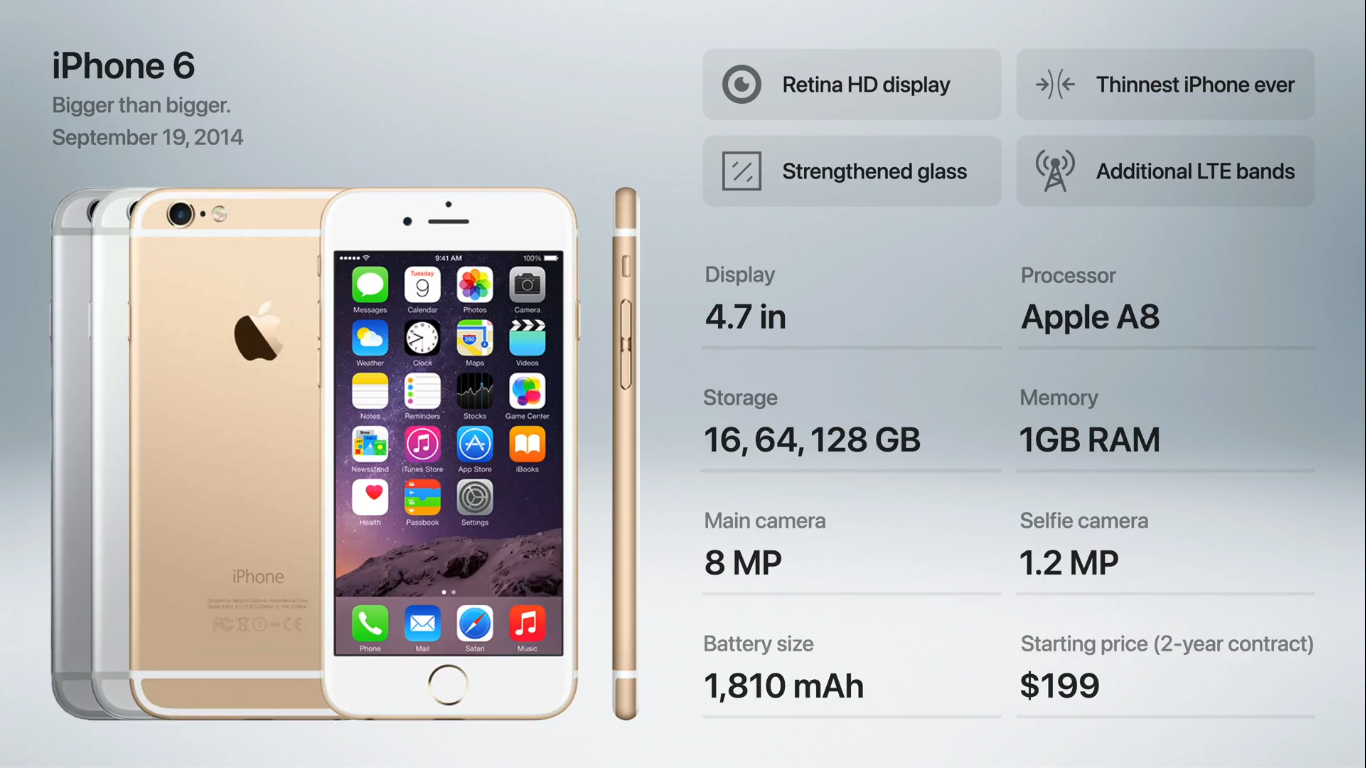 iPhone 6
Bigger than bigger.
September 19, 2014
Retina HD display
Thinnest iPhone ever
Strengthened glass
Additional LTE bands
9:41 AM
100%
Tuesday
9
Messages
Calendar
Photos
Camera
280
Weather
Clock
Maps
Videos
Notes
Reminders
Stocks
Game Center
Newsstand
iTunes Store
App Store
iBooks
Health
Passbook
Settings
Phone
Mail
Safari
Music
iPhone
Display
4.7 in
Processor
Apple A8
Storage
16, 64, 128 GB
Memory
1GB RAM
Main camera
8 MP
Selfie camera
1.2 MP
Battery size
1,810 mAh
Starting price (2-year contract)
$199